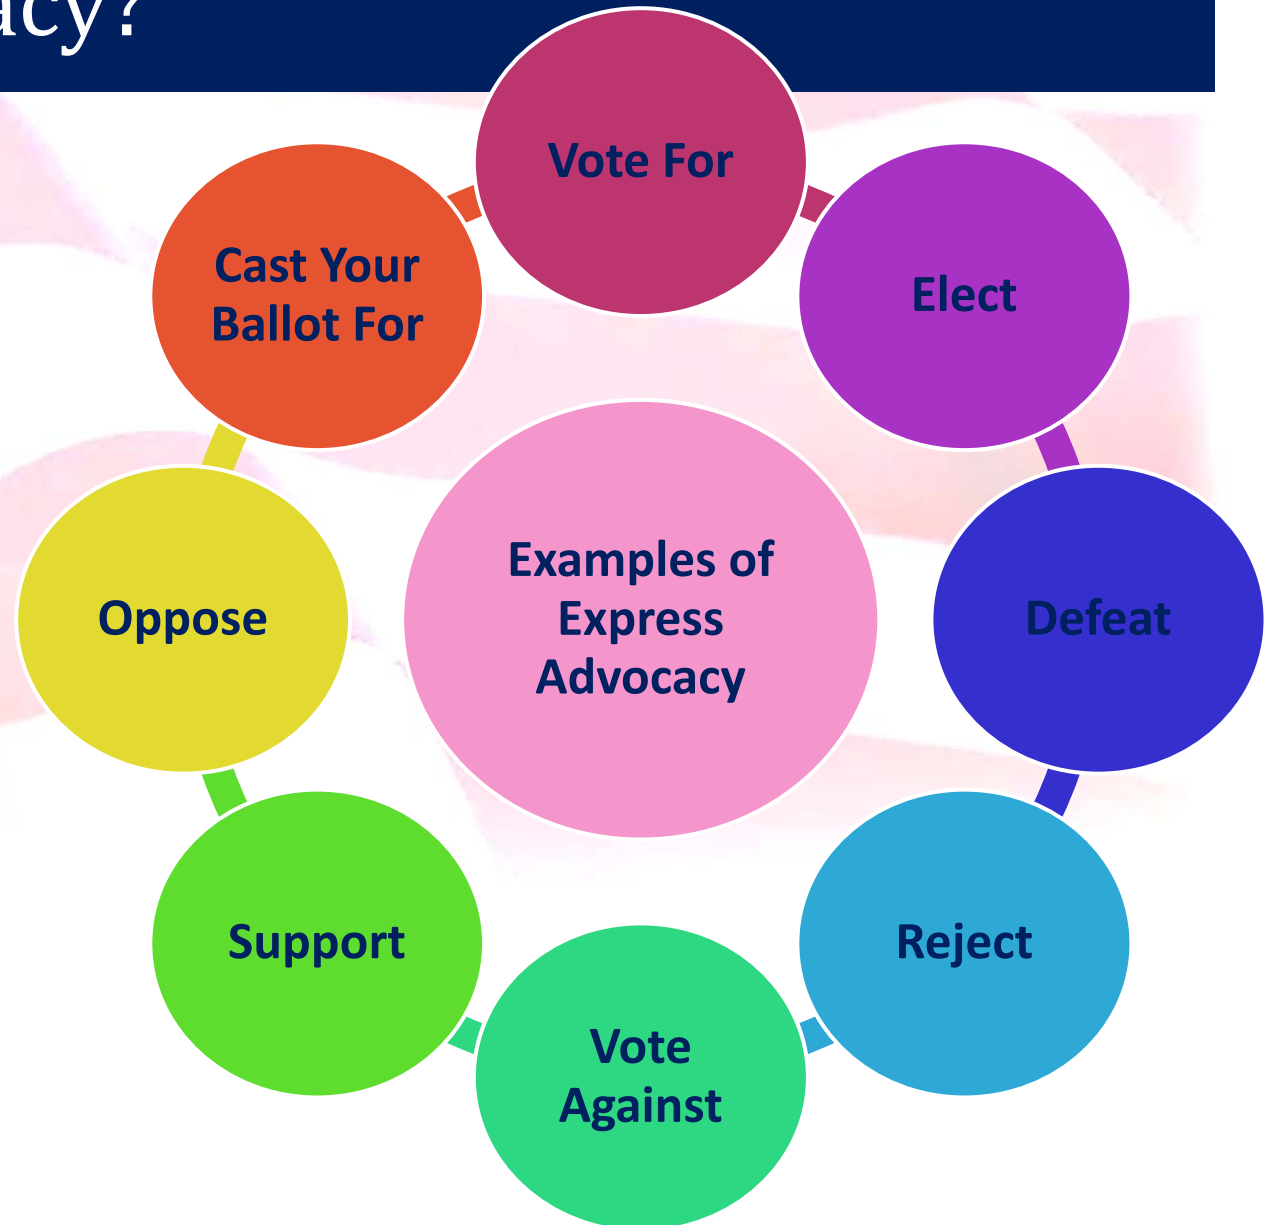 acy?
Vote For
Elect
Defeat
Reject
Vote
Against
Support
Oppose
Cast Your
Ballot For
Examples of
Express
Advocacy